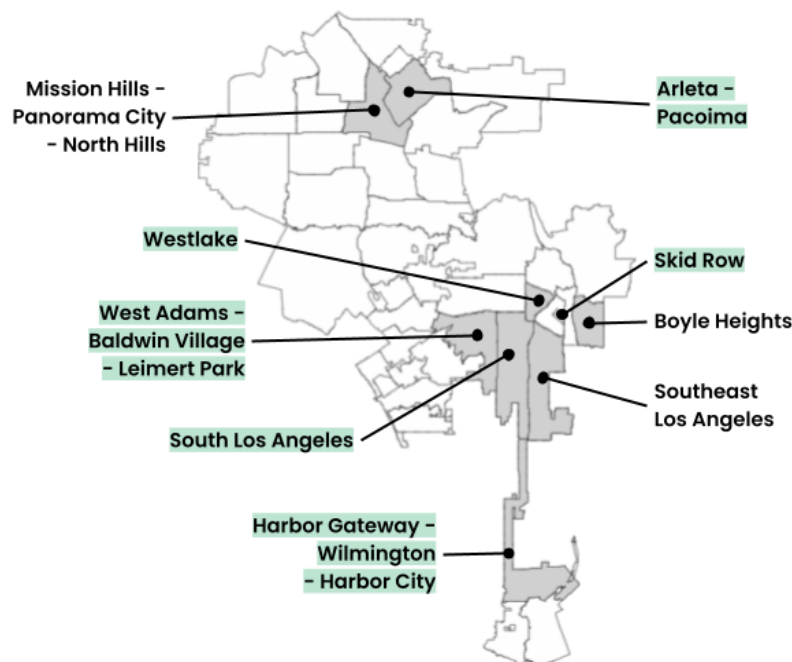 Mission Hills -
Panorama City
- North Hills
Arleta -
Pacoima
Westlake
Skid Row
West Adams -
Baldwin Village
- Leimert Park
Boyle Heights
Southeast
Los Angeles
South Los Angeles
Harbor Gateway -
Wilmington
- Harbor City